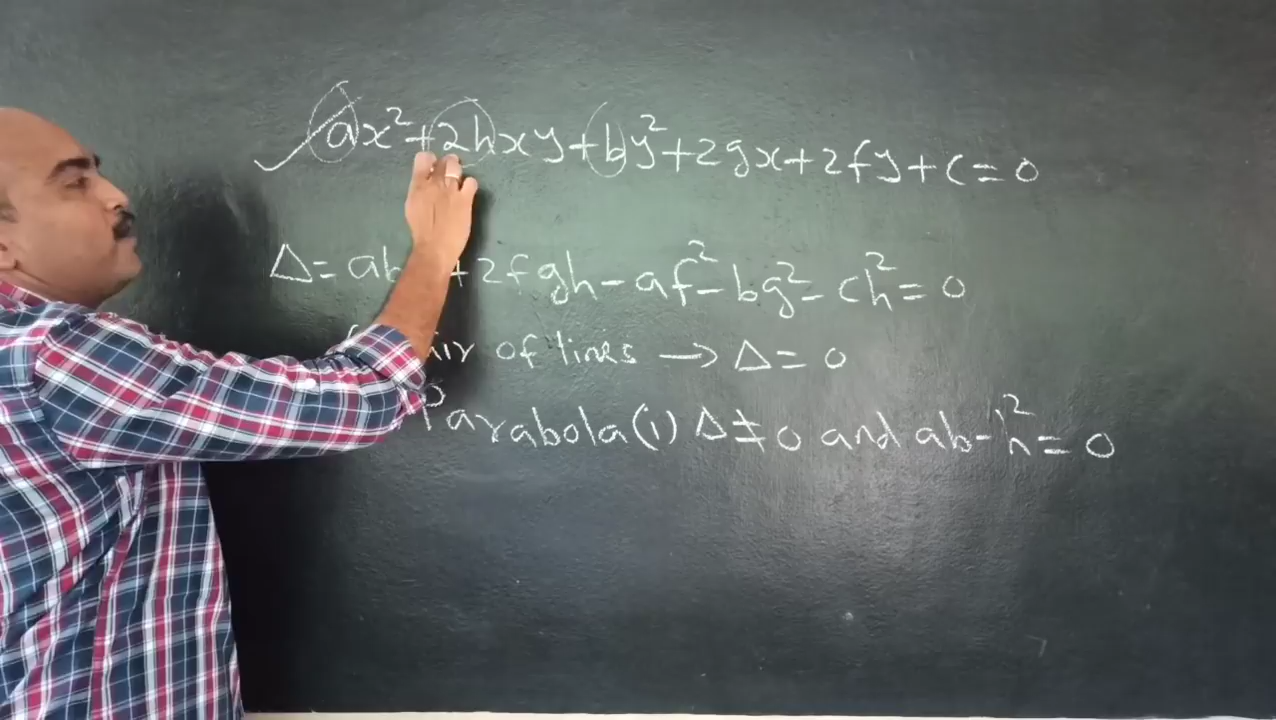 ax²+2hxy+by²+2gx+2fy+c=0
Δ=ab +2fgh-af²-bg²-ch²=0
of lines → Δ=0
Parabola(i) Δ≠0 and ab-h²=0